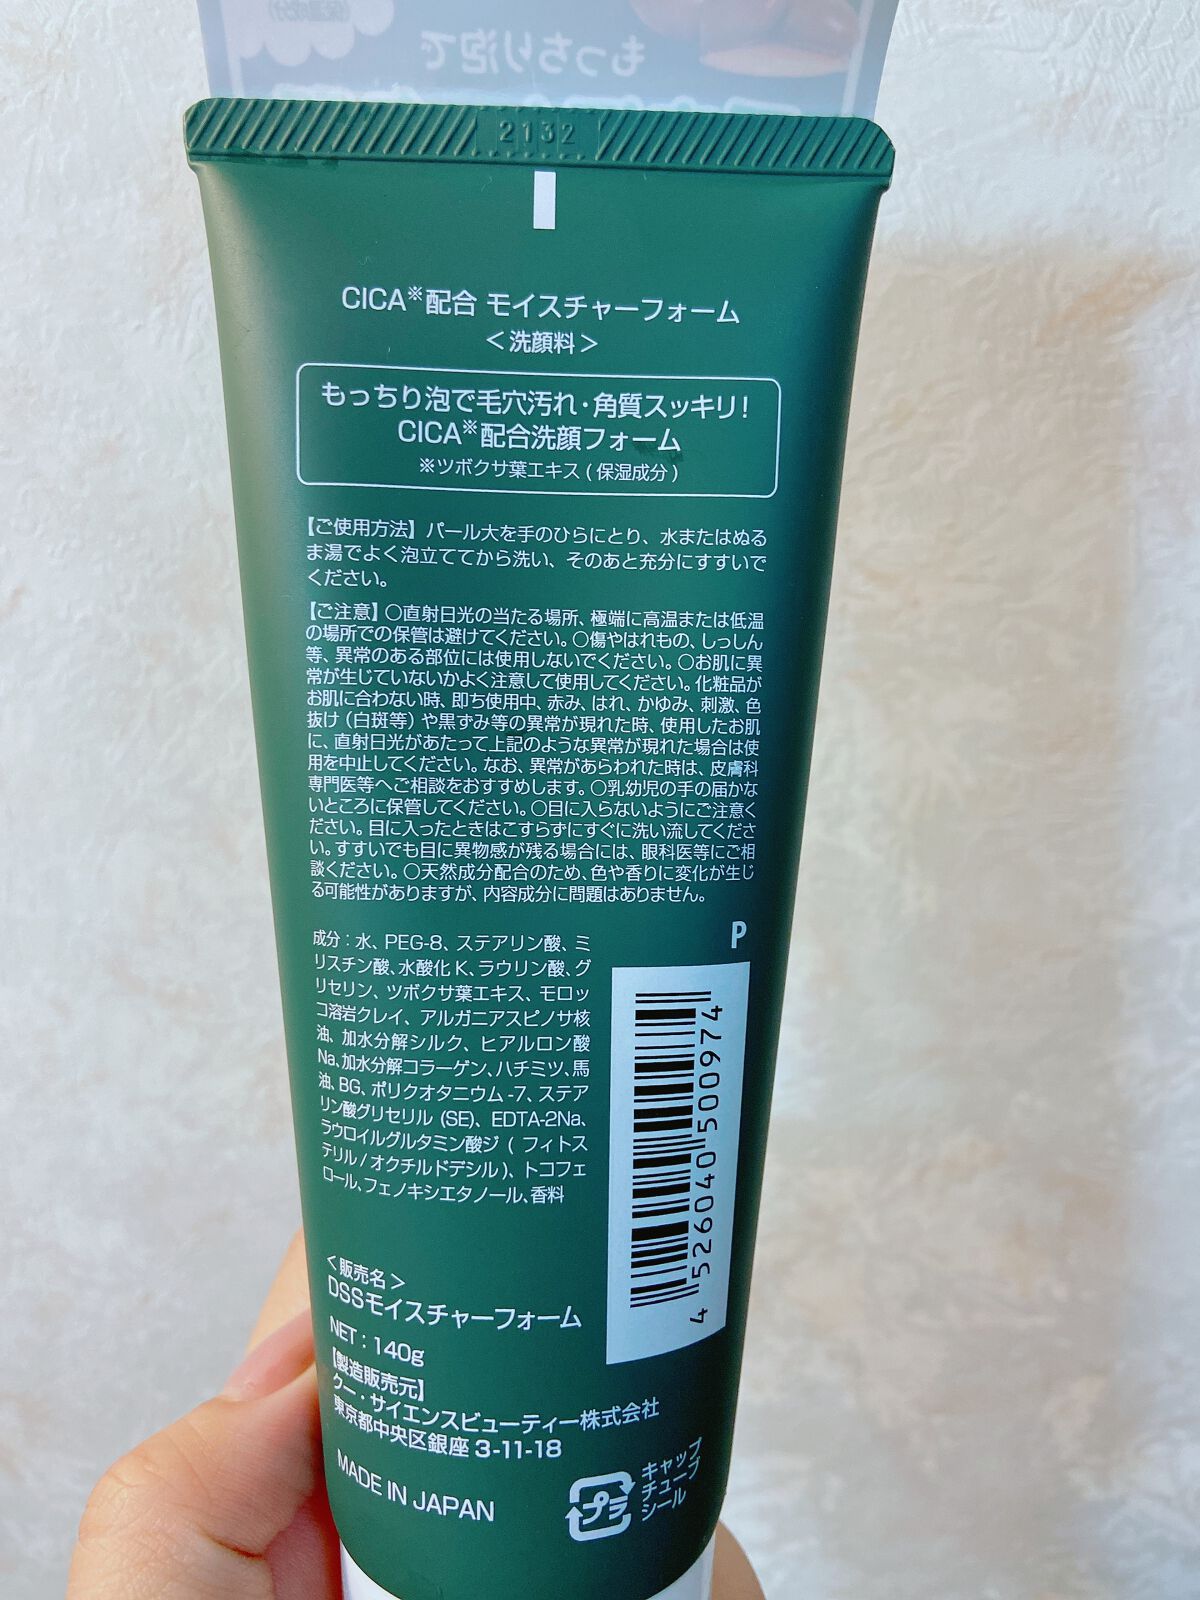 もっちり泡で
2132
CICA※配合 モイスチャーフォーム
＜洗顔料＞
もっちり泡で毛穴汚れ・角質スッキリ！
CICA※配合洗顔フォーム
※ツボクサ葉エキス（保湿成分）
【ご使用方法】パール大を手のひらにとり、水またはぬる
ま湯でよく泡立ててから洗い、そのあと充分にすすいで
ください。
【ご注意】○直射日光の当たる場所、極端に高温または低温
の場所での保管は避けてください。○傷やはれもの、しっしん
等、異常のある部位には使用しないでください。○お肌に異
常が生じていないかよく注意して使用してください。化粧品が
お肌に合わない時、即ち使用中、赤み、はれ、かゆみ、刺激、色
抜け（白斑等）や黒ずみ等の異常が現れた時、使用したお肌
に、直射日光があたって上記のような異常が現れた場合は使
用を中止してください。なお、異常があらわれた時は、皮膚科
専門医等へご相談をおすすめします。○乳幼児の手の届かな
いところに保管してください。○目に入らないようにご注意く
ださい。目に入ったときはこすらずにすぐに洗い流してくださ
い。すすいでも目に異物感が残る場合には、眼科医等にご相
談ください。○天然成分配合のため、色や香りに変化が生じ
る可能性がありますが、内容成分に問題はありません。
P
成分：水、PEG-8、ステアリン酸、ミ
リスチン酸、水酸化K、ラウリン酸、グ
リセリン、ツボクサ葉エキス、モロッ
コ溶岩クレイ、アルガニアスピノサ核
油、加水分解シルク、ヒアルロン酸
Na、加水分解コラーゲン、ハチミツ、馬
油、BG、ポリクオタニウム-7、ステア
リン酸グリセリル(SE)、EDTA-2Na、
ラウロイルグルタミン酸ジ(フィトス
テリル/オクチルドデシル)、トコフェ
ロール、フェノキシエタノール、香料
4526040500974
＜販売名＞
DSSモイスチャーフォーム
NET：140g
【製造販売元】
クー・サイエンスビューティー株式会社
東京都中央区銀座3-11-18
MADE IN JAPAN
プラ
キャップ
チューブ
シール